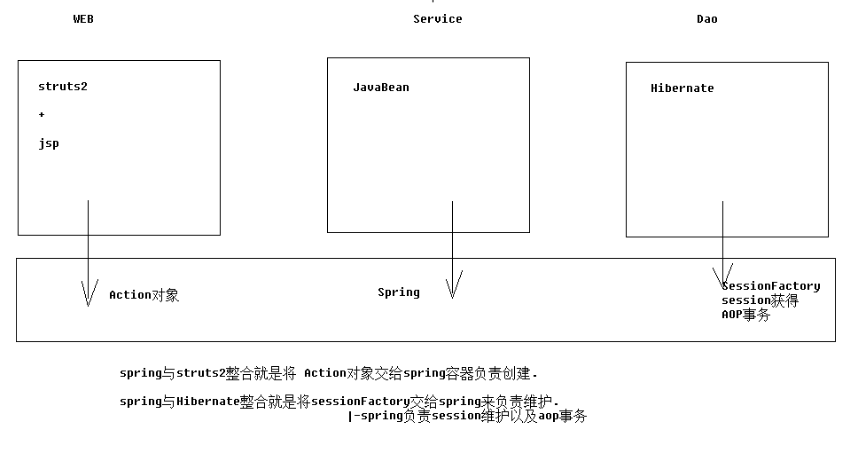 WEB
Service
Dao
struts2
+
jsp
JavaBean
Hibernate
Action对象
Spring
SessionFactory
session获得
AOP事务
spring与struts2整合就是将 Action对象交给spring容器负责创建.
spring与Hibernate整合就是将sessionFactory交给spring来负责维护.
|-spring负责session维护以及aop事务